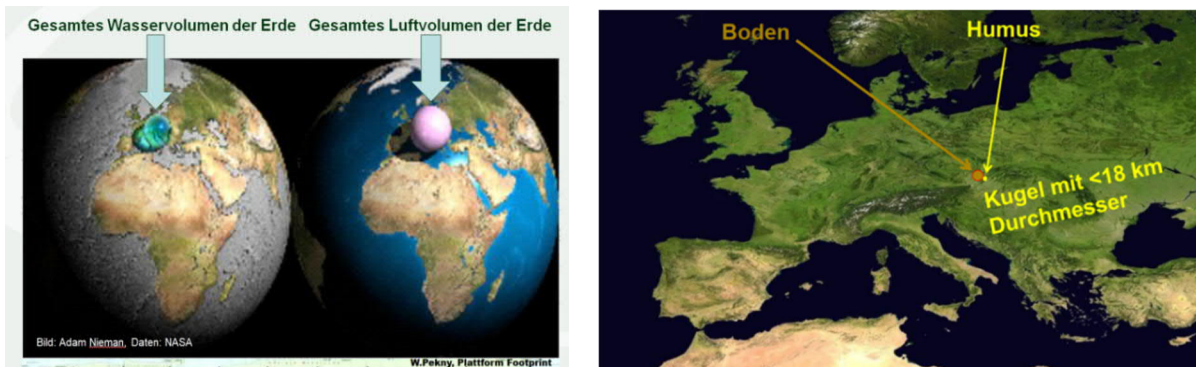 Gesamtes Wasservolumen der Erde
Gesamtes Luftvolumen der Erde
Bild: Adam Nieman, Daten: NASA
W.Pekny, Plattform Footprint
Boden
Humus
Kugel mit <18 km
Durchmesser